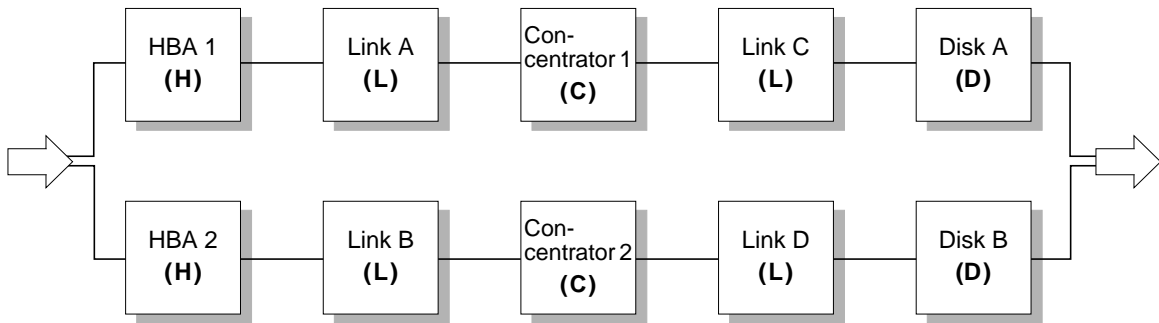 HBA 1
(H)
Link A
(L)
Con-
centrator 1
(C)
Link C
(L)
Disk A
(D)
HBA 2
(H)
Link B
(L)
Con-
centrator 2
(C)
Link D
(L)
Disk B
(D)